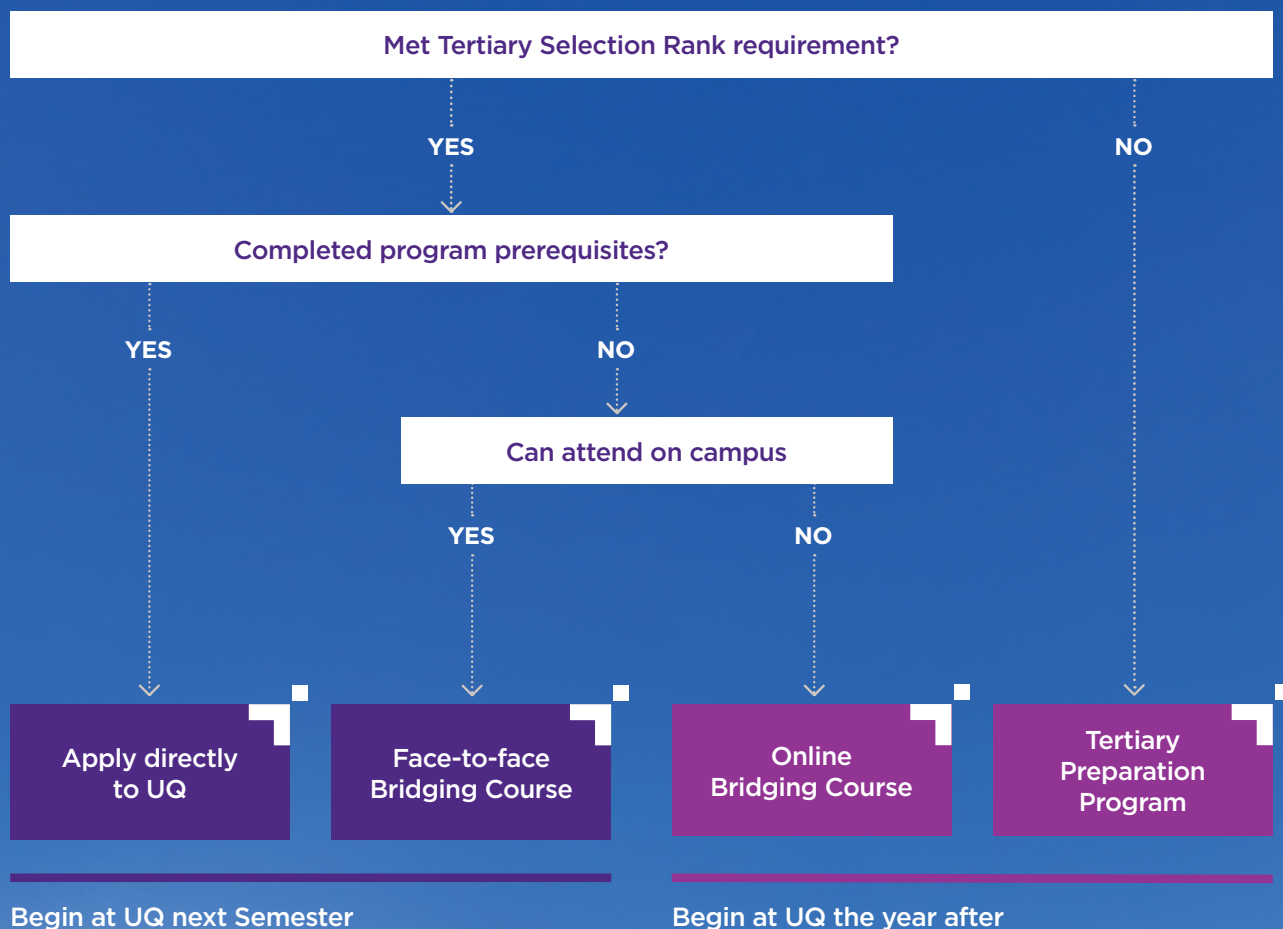 Met Tertiary Selection Rank requirement?
YES
NO
Completed program prerequisites?
YES
NO
Can attend on campus
YES
NO
Apply directly
to UQ
Face-to-face
Bridging Course
Online
Bridging Course
Tertiary
Preparation
Program
Begin at UQ next Semester
Begin at UQ the year after